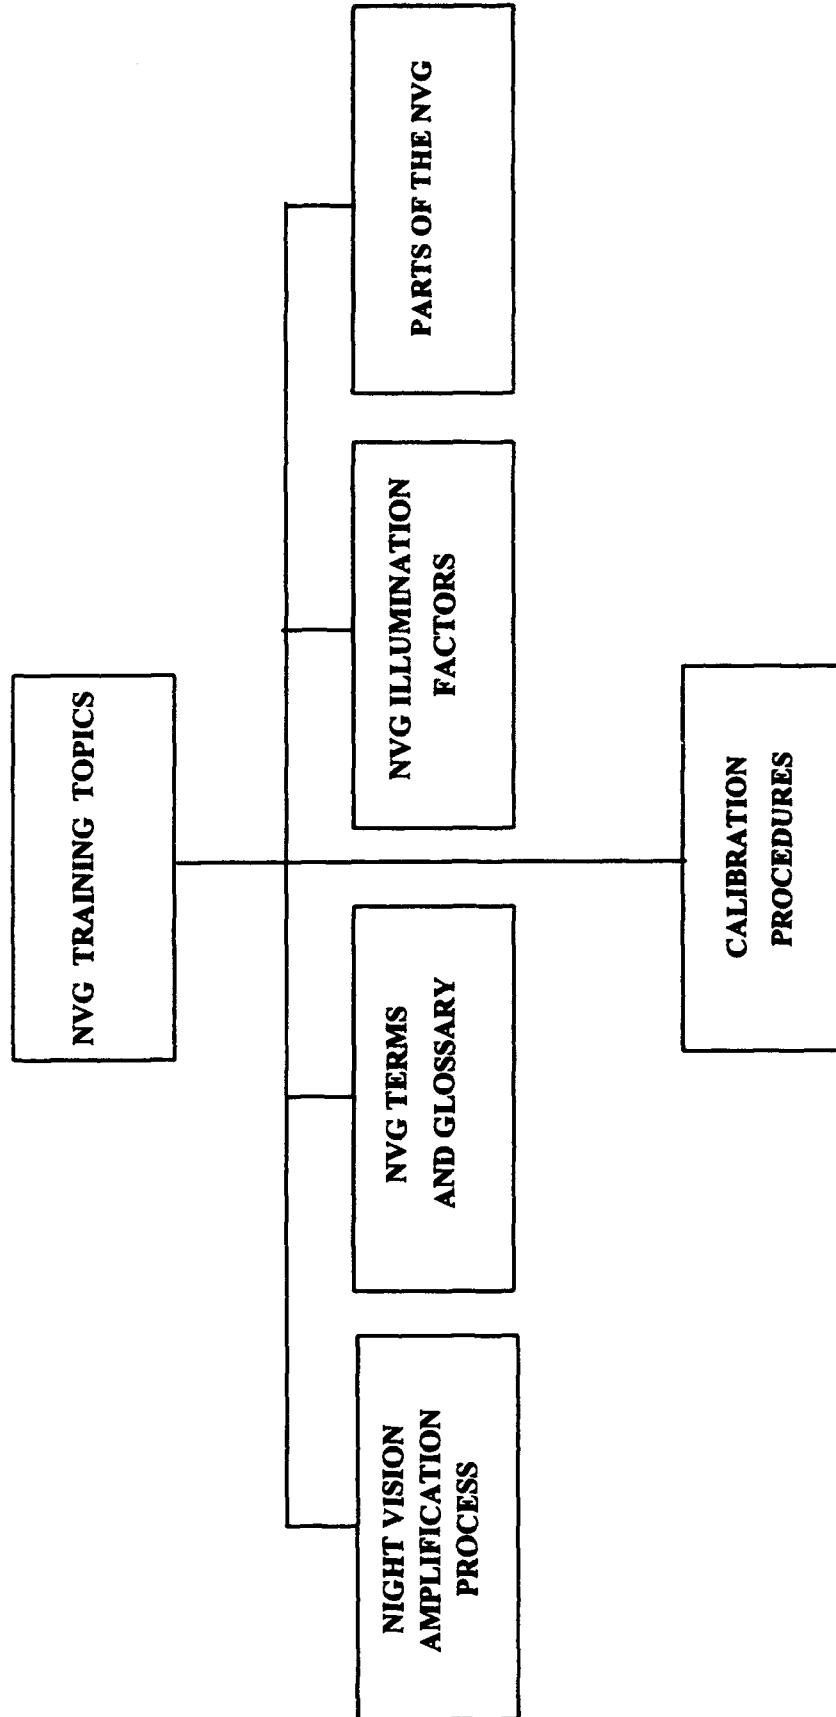 NVG TRAINING TOPICS
NIGHT VISION
AMPLIFICATION
PROCESS
NVG TERMS
AND GLOSSARY
NVG ILLUMINATION
FACTORS
PARTS OF THE NVG
CALIBRATION
PROCEDURES